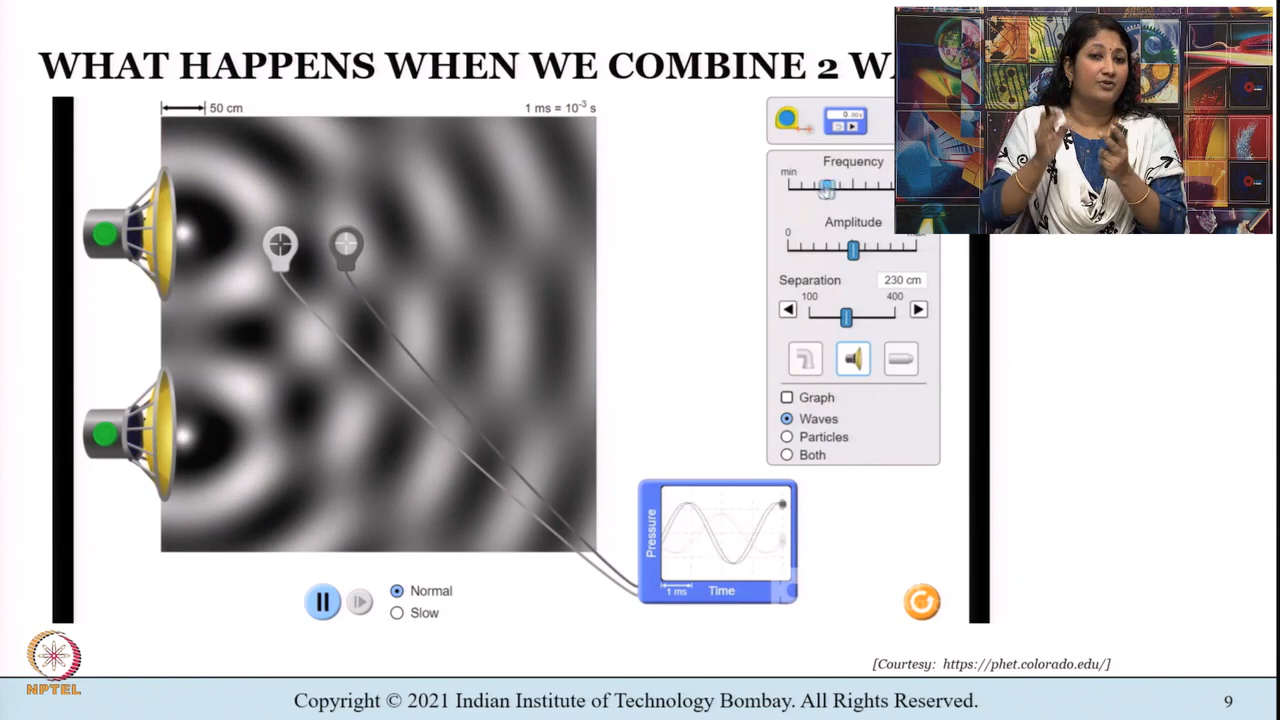 WHAT HAPPENS WHEN WE COMBINE 2 WA
50 cm
1 ms = 10⁻³ s
Frequency
min
Amplitude
0
Separation
230 cm
100
400
Graph
Waves
Particles
Both
Pressure
1 ms
Time
Normal
Slow
[Courtesy: https://phet.colorado.edu/]
NPTEL
Copyright © 2021 Indian Institute of Technology Bombay. All Rights Reserved.
9